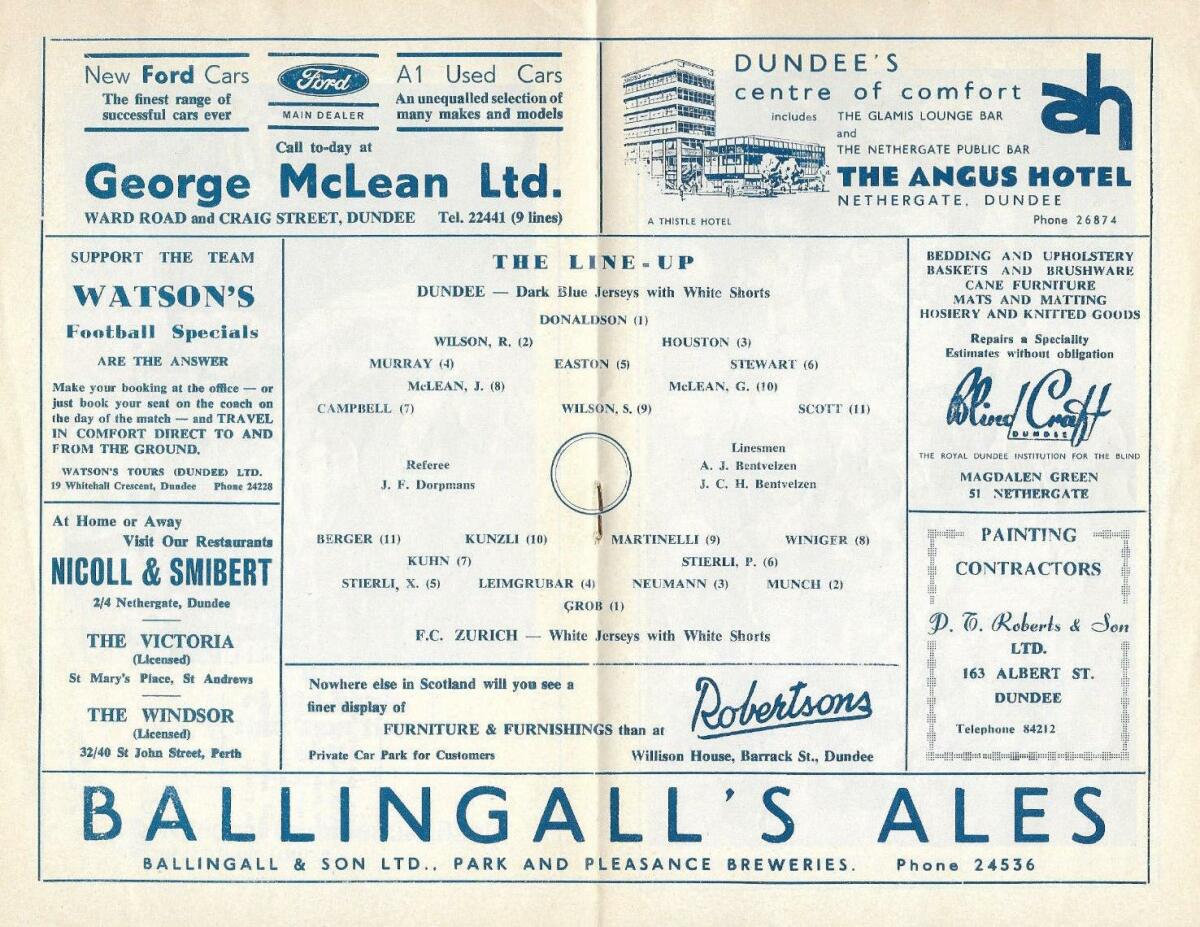 New Ford Cars
The finest range of
successful cars ever
Ford
MAIN DEALER
A1 Used Cars
An unequalled selection of
many makes and models
Call to-day at
George McLean Ltd.
WARD ROAD and CRAIG STREET, DUNDEE Tel. 22441 (9 lines)
DUNDEE'S
centre of comfort
includes THE GLAMIS LOUNGE BAR
and
THE NETHERGATE PUBLIC BAR
THE ANGUS HOTEL
NETHERGATE, DUNDEE
A THISTLE HOTEL
Phone 26874
ah
SUPPORT THE TEAM
WATSON'S
Football Specials
ARE THE ANSWER
Make your booking at the office — or
just book your seat on the coach on
the day of the match — and TRAVEL
IN COMFORT DIRECT TO AND
FROM THE GROUND.
WATSON'S TOURS (DUNDEE) LTD.
19 Whitehall Crescent, Dundee Phone 24228
At Home or Away
Visit Our Restaurants
NICOLL & SMIBERT
2/4 Nethergate, Dundee
THE VICTORIA
(Licensed)
St Mary's Place, St Andrews
THE WINDSOR
(Licensed)
32/40 St John Street, Perth
THE LINE-UP
DUNDEE — Dark Blue Jerseys with White Shorts
DONALDSON (1)
WILSON, R. (2) HOUSTON (3)
MURRAY (4) EASTON (5) STEWART (6)
McLEAN, J. (8) McLEAN, G. (10)
CAMPBELL (7) WILSON, S. (9) SCOTT (11)
Referee
J. F. Dorpmans
Linesmen
A. J. Bentvelzen
J. C. H. Bentvelzen
BERGER (11) KUNZLI (10) MARTINELLI (9) WINIGER (8)
KUHN (7) STIERLI, P. (6)
STIERLI, X. (5) LEIMGRUBAR (4) NEUMANN (3) MUNCH (2)
GROB (1)
F.C. ZURICH — White Jerseys with White Shorts
Nowhere else in Scotland will you see a
finer display of
FURNITURE & FURNISHINGS than at
Robertsons
Private Car Park for Customers
Willison House, Barrack St., Dundee
BEDDING AND UPHOLSTERY
BASKETS AND BRUSHWARE
CANE FURNITURE
MATS AND MATTING
HOSIERY AND KNITTED GOODS
Repairs a Speciality
Estimates without obligation
Blind Craft
DUNDEE
THE ROYAL DUNDEE INSTITUTION FOR THE BLIND
MAGDALEN GREEN
51 NETHERGATE
PAINTING
CONTRACTORS
P. T. Roberts & Son
LTD.
163 ALBERT ST.
DUNDEE
Telephone 84212
BALLINGALL'S ALES
BALLINGALL & SON LTD., PARK AND PLEASANCE BREWERIES. Phone 24536